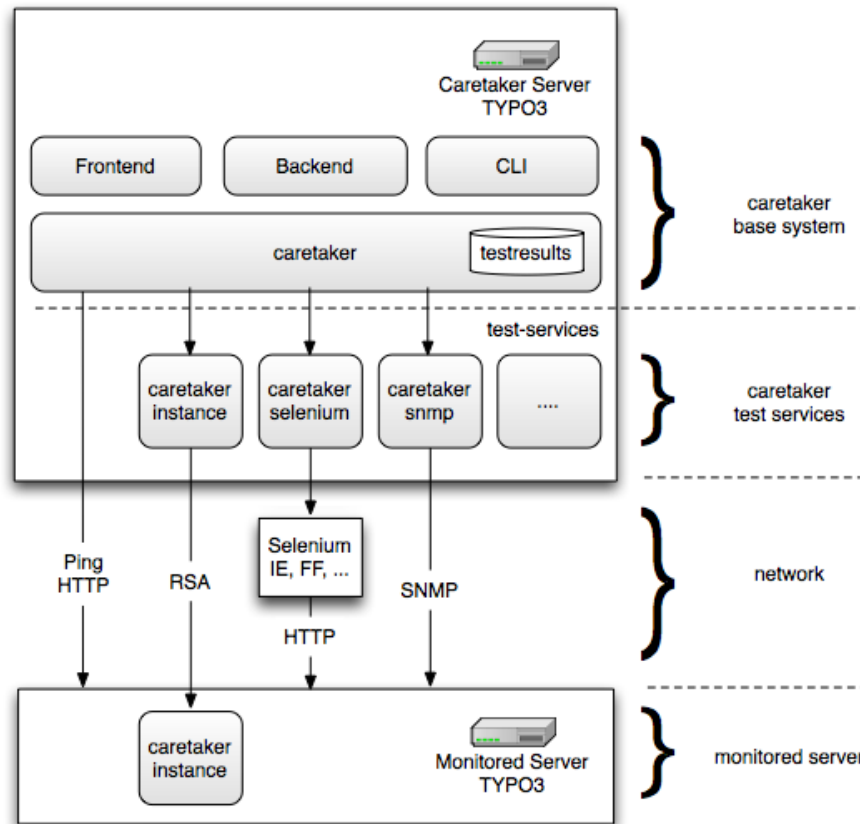 Caretaker Server
TYPO3
Frontend
Backend
CLI
caretaker
base system
caretaker
testresults
test-services
caretaker
instance
caretaker
selenium
caretaker
snmp
....
caretaker
test services
Ping
HTTP
RSA
Selenium
IE, FF, ...
HTTP
SNMP
network
caretaker
instance
Monitored Server
TYPO3
monitored server